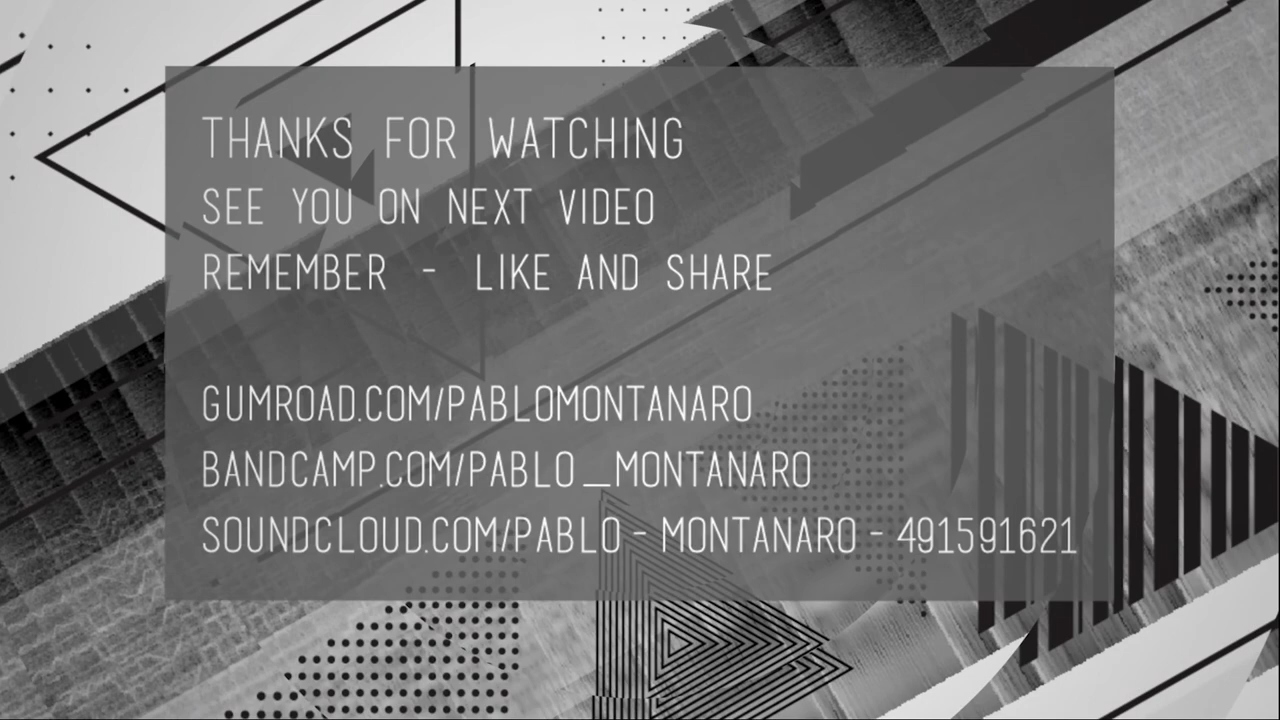 THANKS FOR WATCHING
SEE YOU ON NEXT VIDEO
REMEMBER - LIKE AND SHARE
GUMROAD.COM/PABLOMONTANARO
BANDCAMP.COM/PABLO_MONTANARO
SOUNDCLOUD.COM/PABLO-MONTANARO-491591621